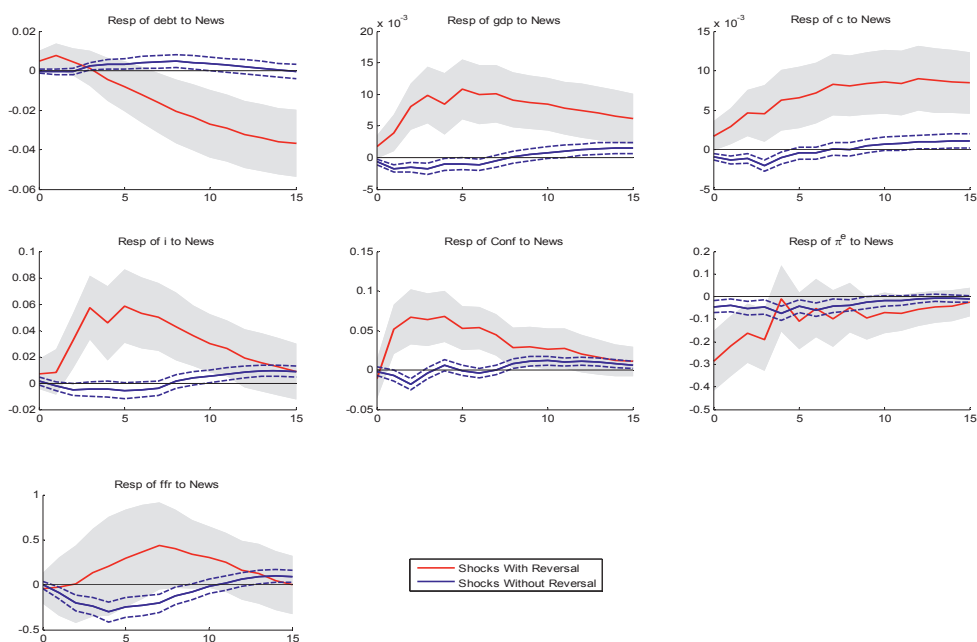 Resp of debt to News
0.02
0
-0.02
-0.04
-0.06
0 5 10 15
Resp of gdp to News
x 10⁻³
20
15
10
5
0
-5
0 5 10 15
Resp of c to News
x 10⁻³
15
10
5
0
-5
0 5 10 15
Resp of i to News
0.1
0.08
0.06
0.04
0.02
0
-0.02
0 5 10 15
Resp of Conf to News
0.15
0.1
0.05
0
-0.05
0 5 10 15
Resp of πᵉ to News
0.2
0.1
0
-0.1
-0.2
-0.3
-0.4
-0.5
0 5 10 15
Resp of ffr to News
1
0.5
0
-0.5
0 5 10 15
Shocks With Reversal
Shocks Without Reversal